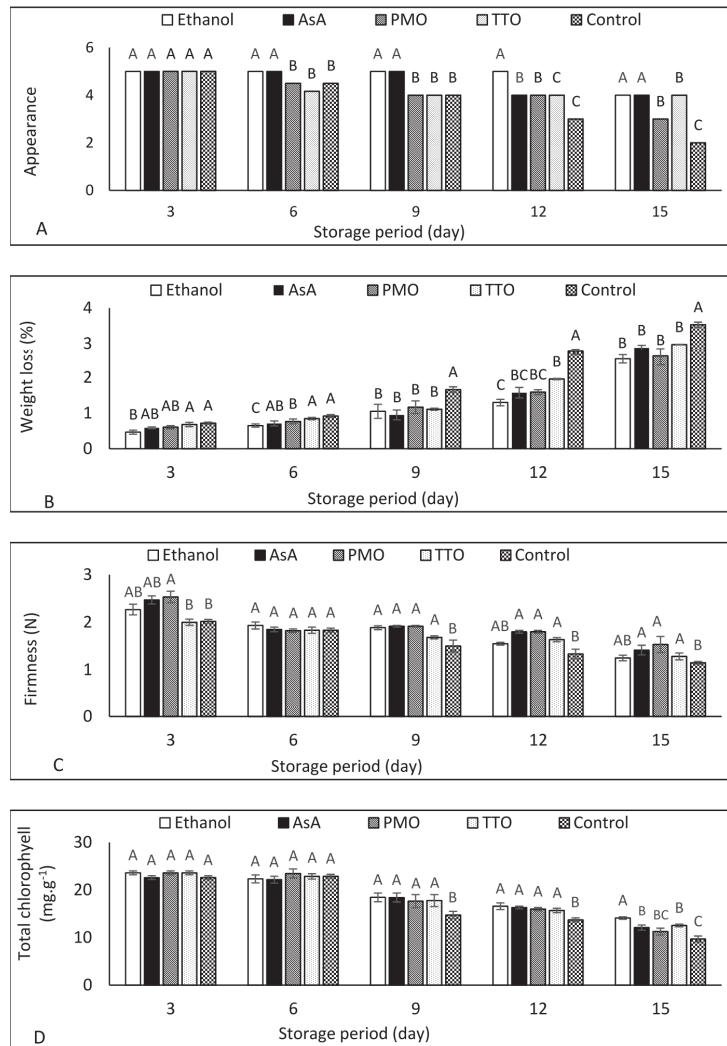 Ethanol AsA PMO TTO Control
6
A A A A A A A A A A A A A
B B B B B B B B C B
4
C
C
2
0
3 6 9 12 15
Appearance
A
Storage period (day)
Ethanol AsA PMO TTO Control
4
A
B B B B
3
A
B
2
A
C BC BC
B AB AB A A C AB B A A B B B B
1
0
3 6 9 12 15
Weight loss (%)
B
Storage period (day)
Ethanol AsA PMO TTO Control
3
AB AB A B B
A A A A A A A A A B AB A A A B AB A A A B
2
1
0
3 6 9 12 15
Firmness (N)
C
Storage period (day)
Ethanol AsA PMO TTO Control
30
A A A A A A A A A A
A A A A B A A A A B A B BC B C
20
10
0
3 6 9 12 15
Total chlorophyell
(mg.g-1)
D
Storage period (day)